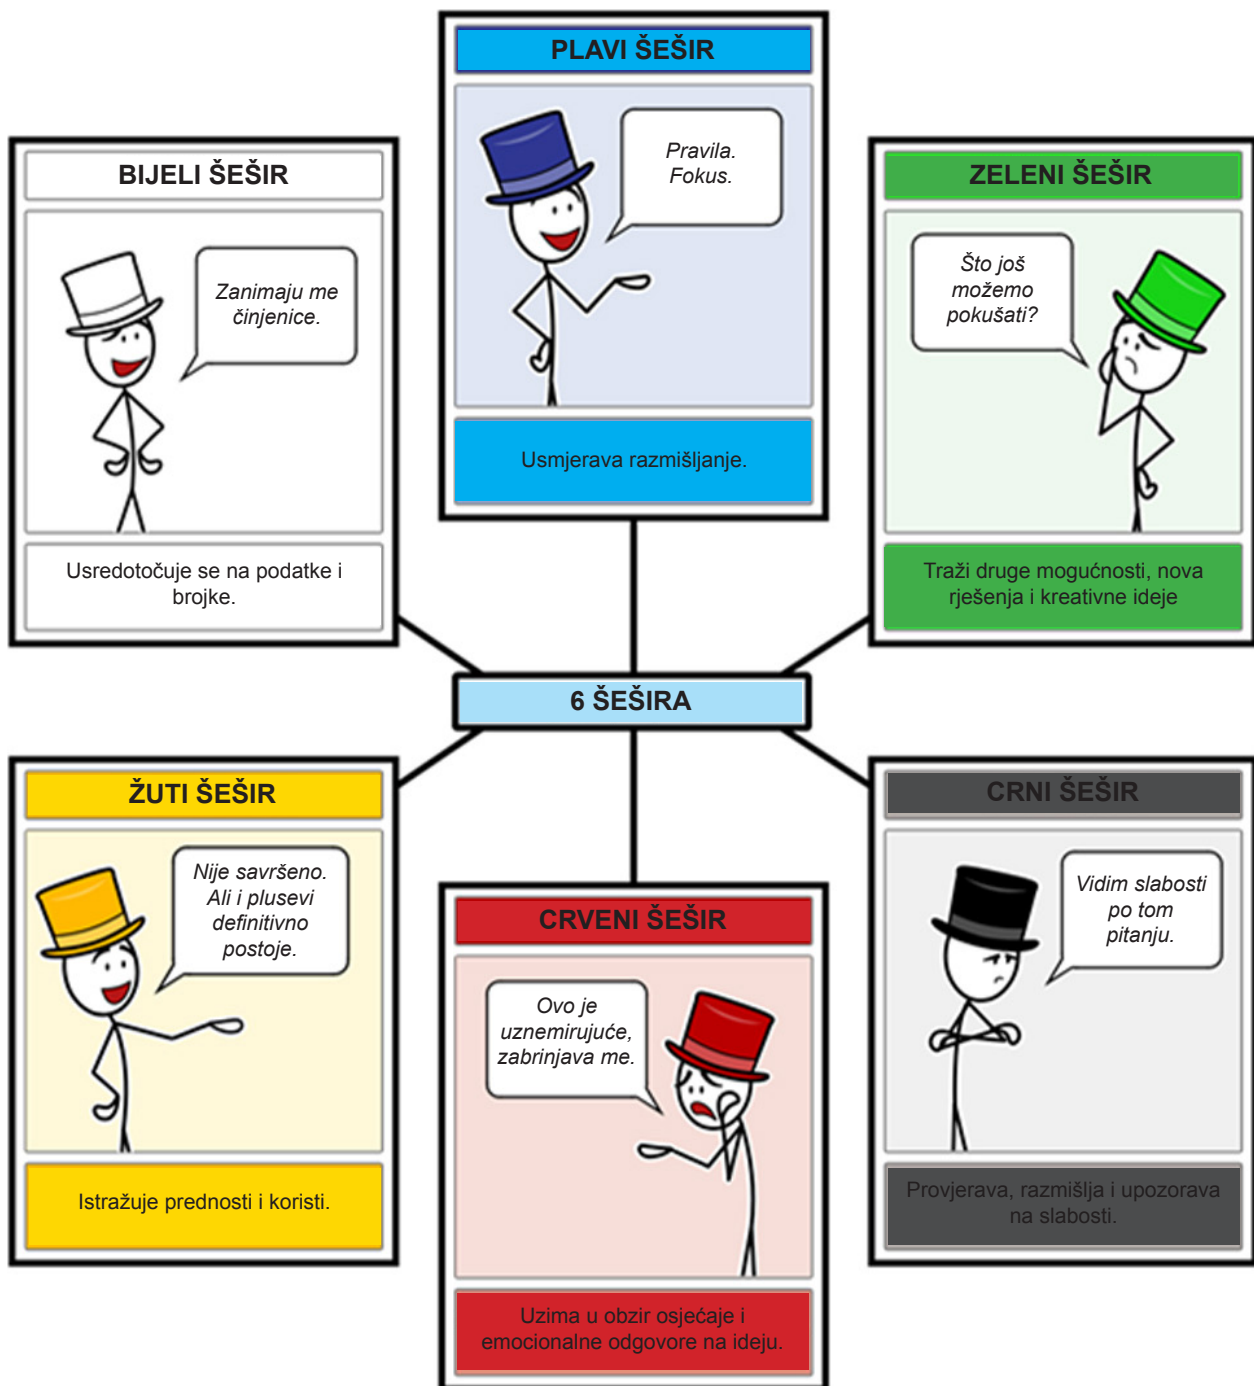 PLAVI ŠEŠIR
Pravila.
Fokus.
Usmjerava razmišljanje.
BIJELI ŠEŠIR
Zanimaju me
činjenice.
Usredotočuje se na podatke i
brojke.
ZELENI ŠEŠIR
Što još
možemo
pokušati?
Traži druge mogućnosti, nova
rješenja i kreativne ideje
6 ŠEŠIRA
ŽUTI ŠEŠIR
Nije savršeno.
Ali i plusevi
definitivno
postoje.
Istražuje prednosti i koristi.
CRVENI ŠEŠIR
Ovo je
uznemirujuće,
zabrinjava me.
Uzima u obzir osjećaje i
emocionalne odgovore na ideju.
CRNI ŠEŠIR
Vidim slabosti
po tom
pitanju.
Provjerava, razmišlja i upozorava
na slabosti.